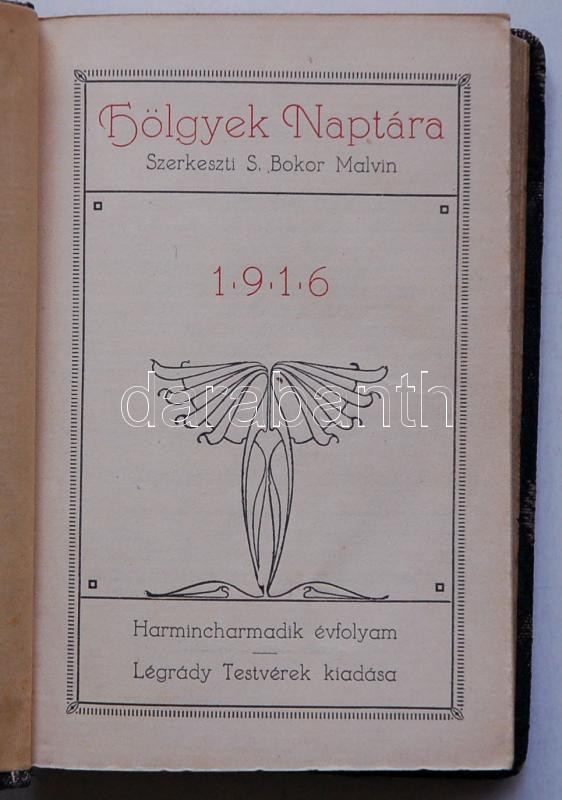 Hölgyek Naptára
Szerkeszti S. Bokor Malvin
1·9·1·6
darabanth
Harmincharmadik évfolyam
Légrády Testvérek kiadása